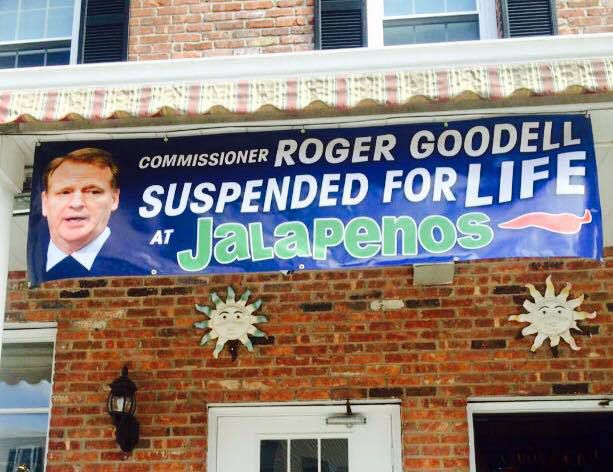 COMMISSIONER ROGER GOODELL
SUSPENDED FOR LIFE
AT Jalapenos